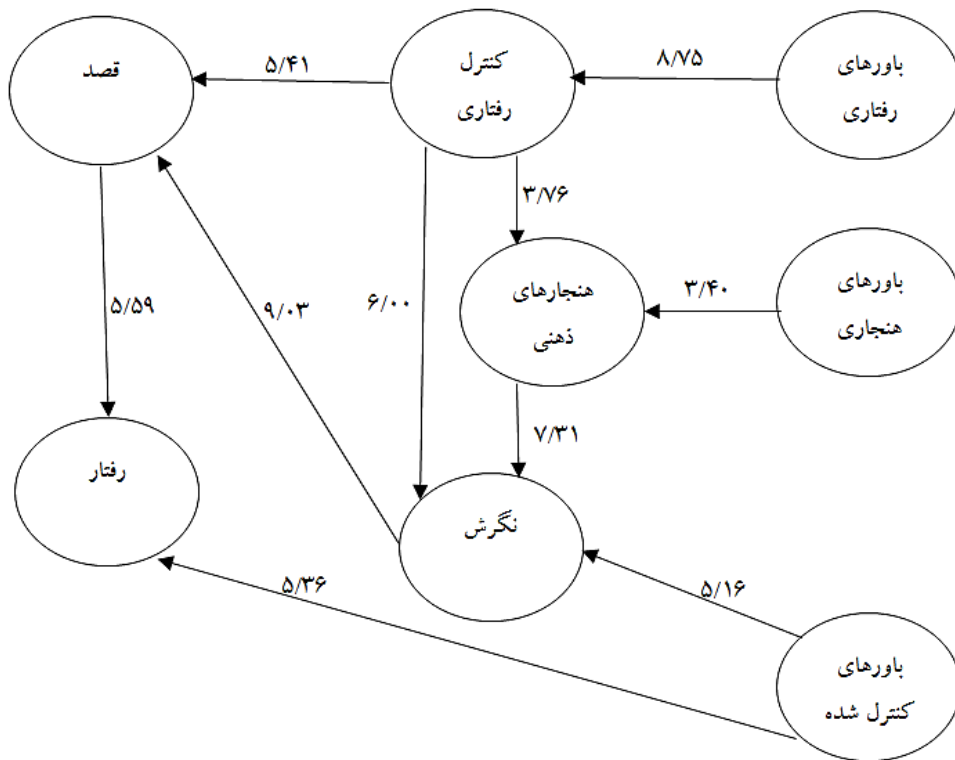 باورهای
رفتاری
۸/۷۵
کنترل
رفتاری
۵/۴۱
قصد
۳/۷۶
۶/۰۰
۹/۰۳
۵/۵۹
باورهای
هنجاری
۳/۴۰
هنجارهای
ذهنی
۷/۳۱
رفتار
نگرش
۵/۱۶
۵/۳۶
باورهای
کنترل شده